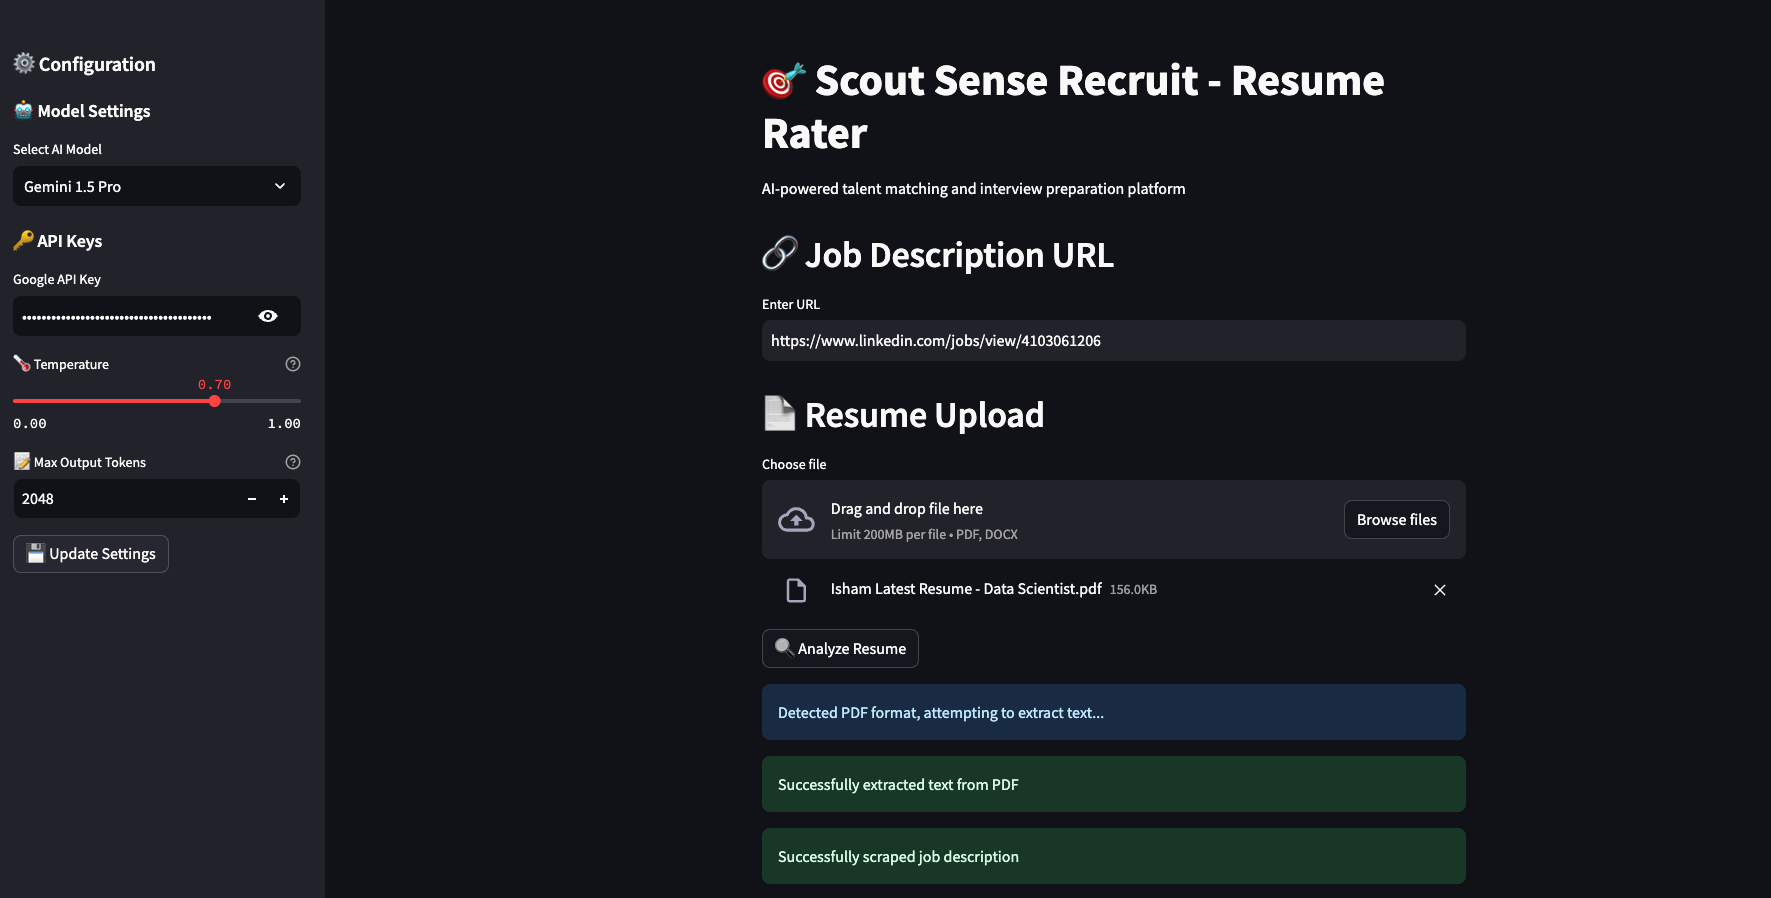 Configuration
Model Settings
Select AI Model
Gemini 1.5 Pro
API Keys
Google API Key
••••••••••••••••••••••••••••••••••••••
Temperature
0.70
0.00 1.00
Max Output Tokens
2048
Update Settings
Scout Sense Recruit - Resume
Rater
AI-powered talent matching and interview preparation platform
Job Description URL
Enter URL
https://www.linkedin.com/jobs/view/4103061206
Resume Upload
Choose file
Drag and drop file here
Limit 200MB per file • PDF, DOCX
Browse files
Isham Latest Resume - Data Scientist.pdf 156.0KB
Analyze Resume
Detected PDF format, attempting to extract text...
Successfully extracted text from PDF
Successfully scraped job description